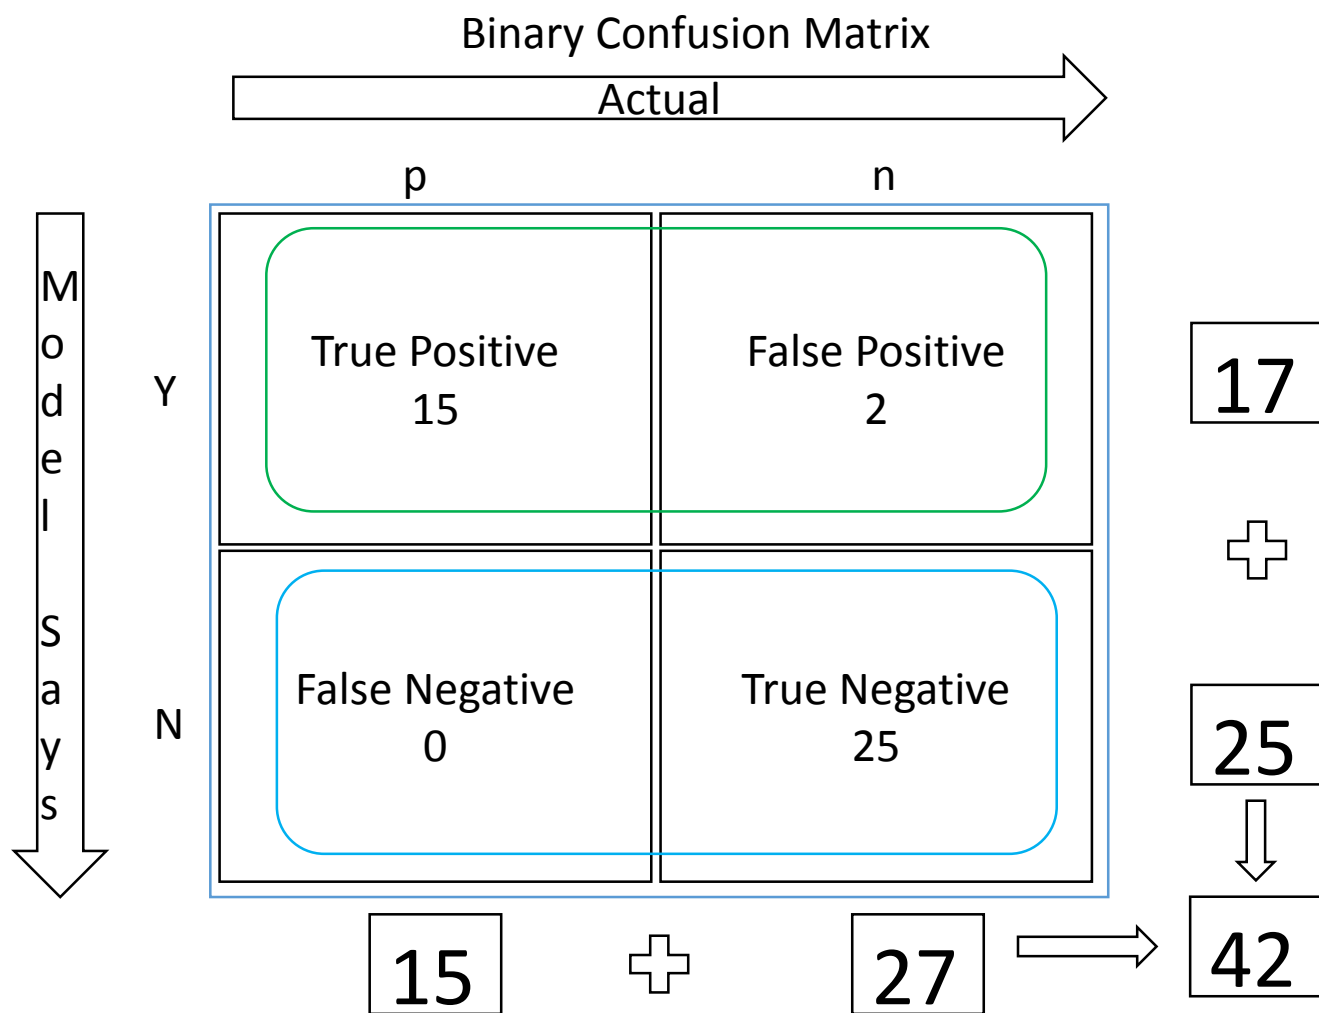 Binary Confusion Matrix
Actual
p n
Model Says
Y
True Positive
15
False Positive
2
17
N
False Negative
0
True Negative
25
25
15 27 42